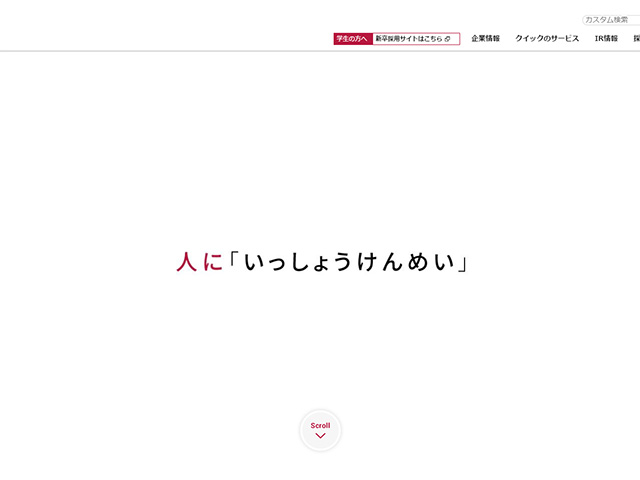 カスタム検索
学生の方へ 新卒採用サイトはこちら 企業情報 クイックのサービス IR情報 採
人に「いっしょうけんめい」
Scroll